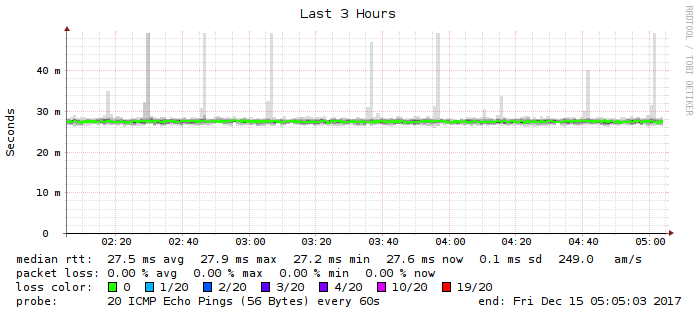 Last 3 Hours
RRDTOOL / TOBI OETIKER
Seconds
40 m
30 m
20 m
10 m
0
02:20 02:40 03:00 03:20 03:40 04:00 04:20 04:40 05:00
median rtt: 27.5 ms avg 27.9 ms max 27.2 ms min 27.6 ms now 0.1 ms sd 249.0 am/s
packet loss: 0.00 % avg 0.00 % max 0.00 % min 0.00 % now
loss color: 0 1/20 2/20 3/20 4/20 10/20 19/20
probe: 20 ICMP Echo Pings (56 Bytes) every 60s end: Fri Dec 15 05:05:03 2017